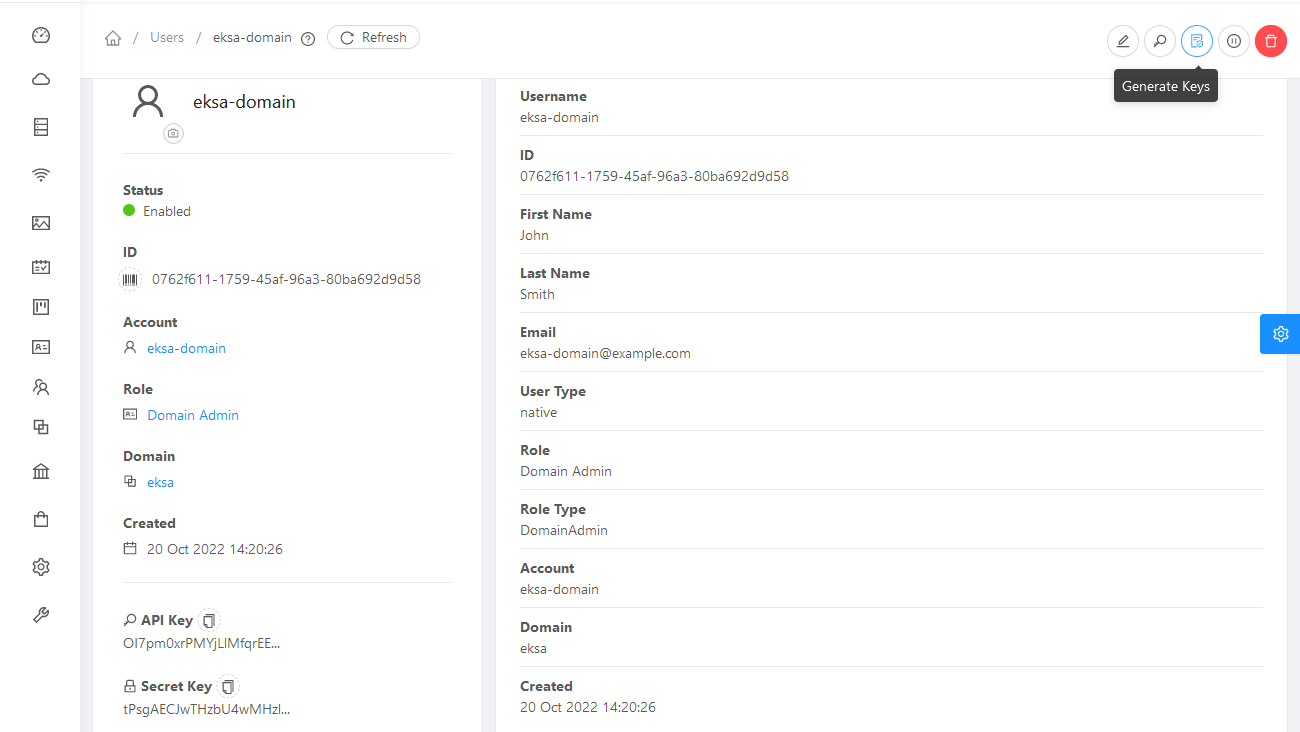 / Users / eksa-domain Refresh
Generate Keys
eksa-domain
Status
Enabled
ID
0762f611-1759-45af-96a3-80ba692d9d58
Account
eksa-domain
Role
Domain Admin
Domain
eksa
Created
20 Oct 2022 14:20:26
API Key
OI7pm0xrPMYjLIMfqrEE...
Secret Key
tPsgAECJwTHzbU4wMHzI...
Username
eksa-domain
ID
0762f611-1759-45af-96a3-80ba692d9d58
First Name
John
Last Name
Smith
Email
eksa-domain@example.com
User Type
native
Role
Domain Admin
Role Type
DomainAdmin
Account
eksa-domain
Domain
eksa
Created
20 Oct 2022 14:20:26